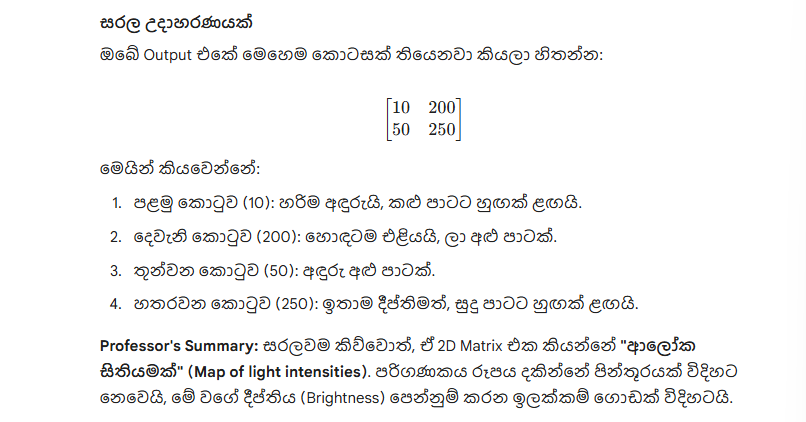 සරල උදාහරණයක්
ඔබේ Output එකේ මෙහෙම කොටසක් තියෙනවා කියලා හිතන්න:
10 200
50 250
මෙයින් කියවෙන්නේ:
1. පළමු කොටුව (10): හරිම අඳුරුයි, කළු පාටට හුඟක් ළඟයි.
2. දෙවැනි කොටුව (200): හොඳටම එළියයි, ලා අළු පාටක්.
3. තුන්වන කොටුව (50): අඳුරු අළු පාටක්.
4. හතරවන කොටුව (250): ඉතාම දීප්තිමත්, සුදු පාටට හුඟක් ළඟයි.
Professor's Summary: සරලවම කිව්වොත්, ඒ 2D Matrix එක කියන්නේ "ආලෝක
සිතියමක්" (Map of light intensities). පරිගණකය රූපය දකින්නේ පින්තූරයක් විදිහට
නෙවෙයි, මේ වගේ දීප්තිය (Brightness) පෙන්නුම් කරන ඉලක්කම් ගොඩක් විදිහටයි.